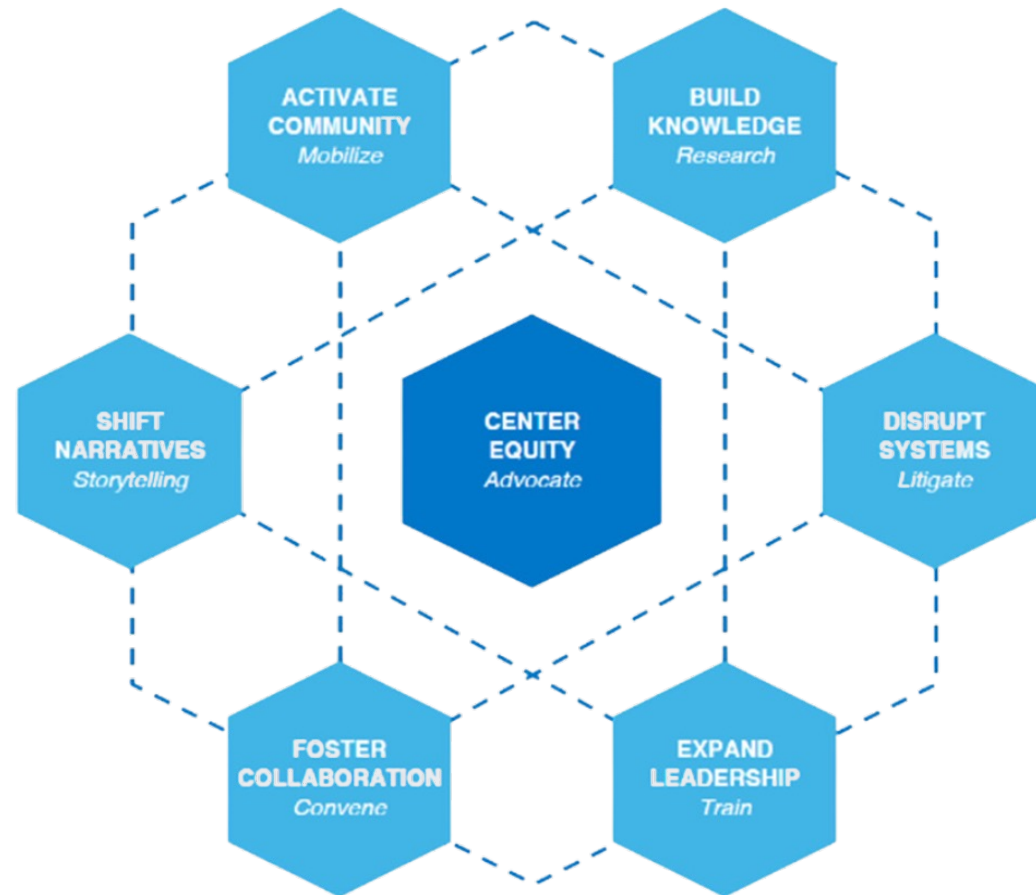 ACTIVATE
COMMUNITY
Mobilize
BUILD
KNOWLEDGE
Research
SHIFT
NARRATIVES
Storytelling
CENTER
EQUITY
Advocate
DISRUPT
SYSTEMS
Litigate
FOSTER
COLLABORATION
Convene
EXPAND
LEADERSHIP
Train